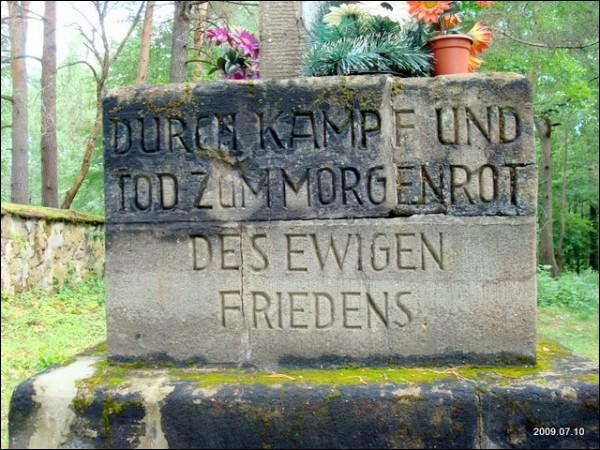 DURCH KAMPF UND
TOD ZUM MORGENROT
DES EWIGEN
FRIEDENS
2009.07.10